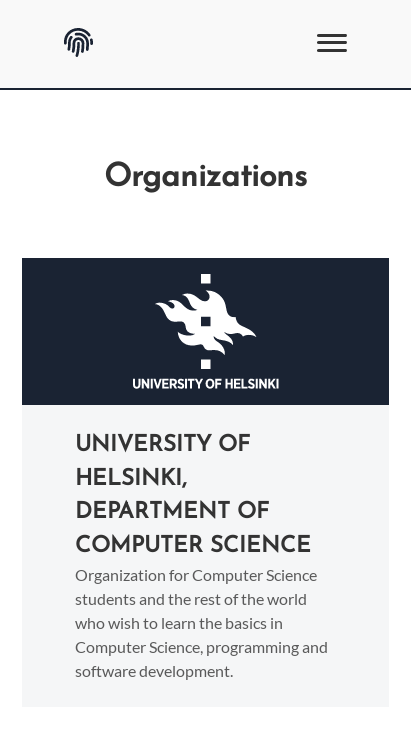 Organizations
UNIVERSITY OF HELSINKI
UNIVERSITY OF
HELSINKI,
DEPARTMENT OF
COMPUTER SCIENCE
Organization for Computer Science
students and the rest of the world
who wish to learn the basics in
Computer Science, programming and
software development.